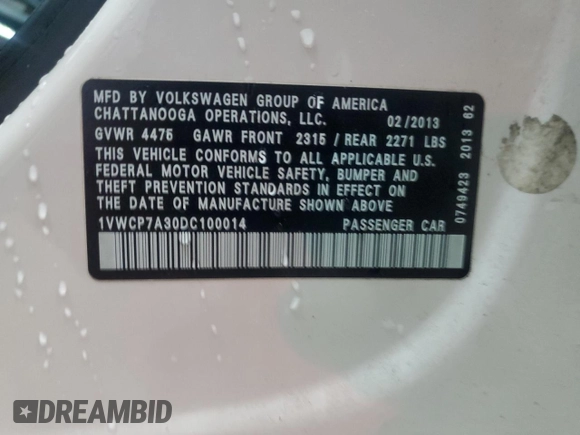 MFD BY VOLKSWAGEN GROUP OF AMERICA
CHATTANOOGA OPERATIONS, LLC. 02/2013
GVWR 4475 GAWR FRONT 2315 / REAR 2271 LBS
THIS VEHICLE CONFORMS TO ALL APPLICABLE U.S.
FEDERAL MOTOR VEHICLE SAFETY, BUMPER AND
THEFT PREVENTION STANDARDS IN EFFECT ON
THE DATE OF MANUFACTURE SHOWN ABOVE
1VWCP7A30DC100014 PASSENGER CAR
0749423 2013 62
DREAMBID